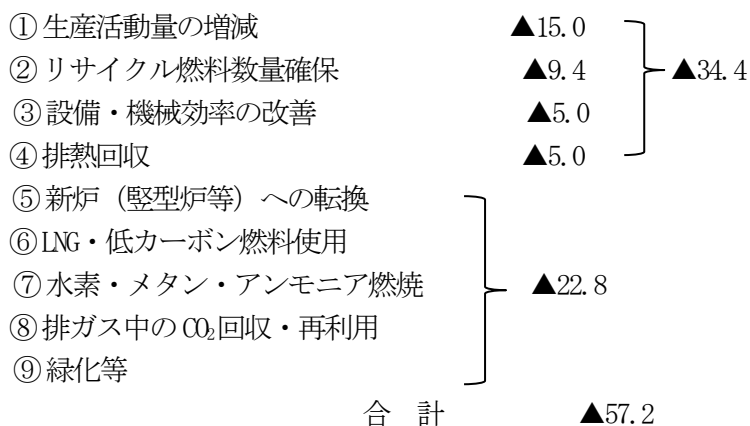 ①生産活動量の増減 ▲15.0
②リサイクル燃料数量確保 ▲9.4 ▲34.4
③設備・機械効率の改善 ▲5.0
④排熱回収 ▲5.0
⑤新炉（竪型炉等）への転換
⑥LNG・低カーボン燃料使用
⑦水素・メタン・アンモニア燃焼 ▲22.8
⑧排ガス中のCO₂回収・再利用
⑨緑化等
合 計 ▲57.2